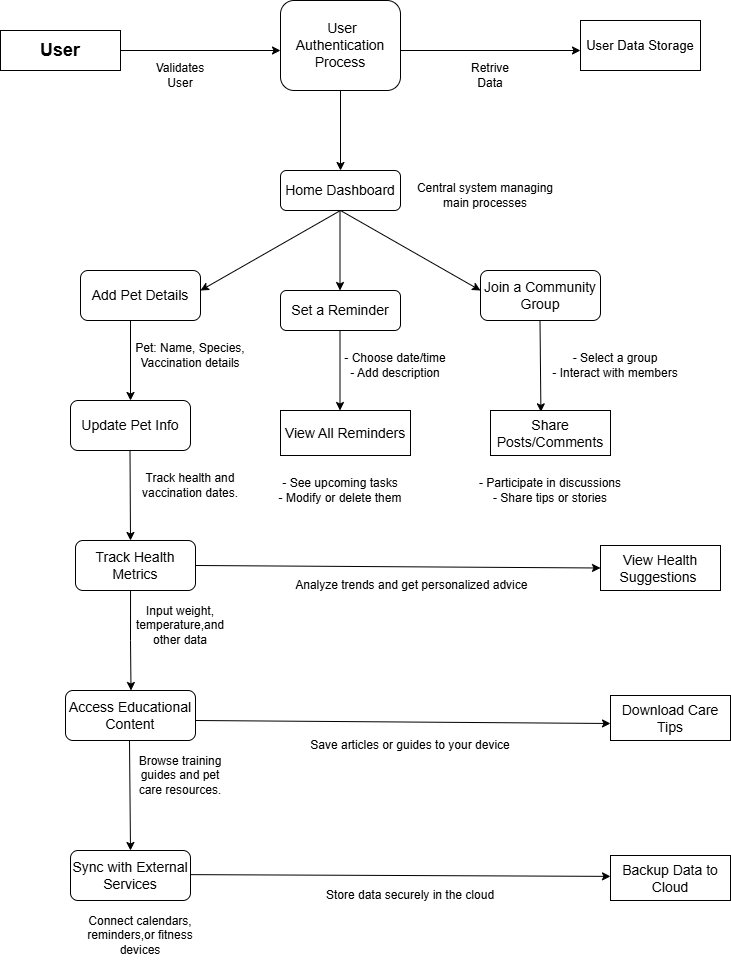 User
Validates
User
User
Authentication
Process
Retrive
Data
User Data Storage
Home Dashboard
Central system managing
main processes
Add Pet Details
Set a Reminder
Join a Community
Group
Pet: Name, Species,
Vaccination details
- Choose date/time
- Add description
- Select a group
- Interact with members
Update Pet Info
View All Reminders
Share
Posts/Comments
Track health and
vaccination dates.
- See upcoming tasks
- Modify or delete them
- Participate in discussions
- Share tips or stories
Track Health
Metrics
Analyze trends and get personalized advice
View Health
Suggestions
Input weight,
temperature,and
other data
Access Educational
Content
Save articles or guides to your device
Download Care
Tips
Browse training
guides and pet
care resources.
Sync with External
Services
Store data securely in the cloud
Backup Data to
Cloud
Connect calendars,
reminders,or fitness
devices